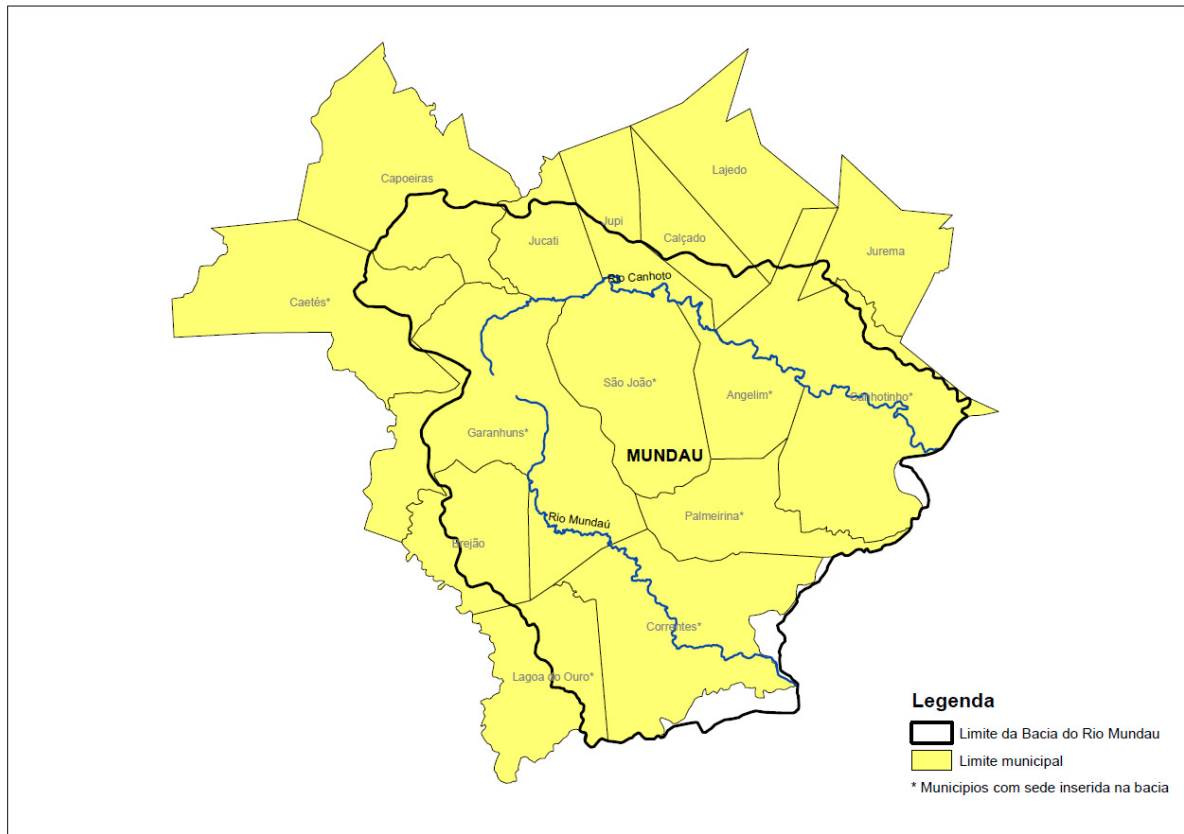 Lajedo
Capoeiras
Jupi
Calçado
Jucati
Jurema
Rio Canhoto
Caetés*
São João*
Angelim*
Canhotinho*
Garanhuns*
MUNDAU
Palmeirina*
Rio Mundaú
Brejão
Correntes*
Lagoa do Ouro*
Legenda
Limite da Bacia do Rio Mundau
Limite municipal
* Municipios com sede inserida na bacia